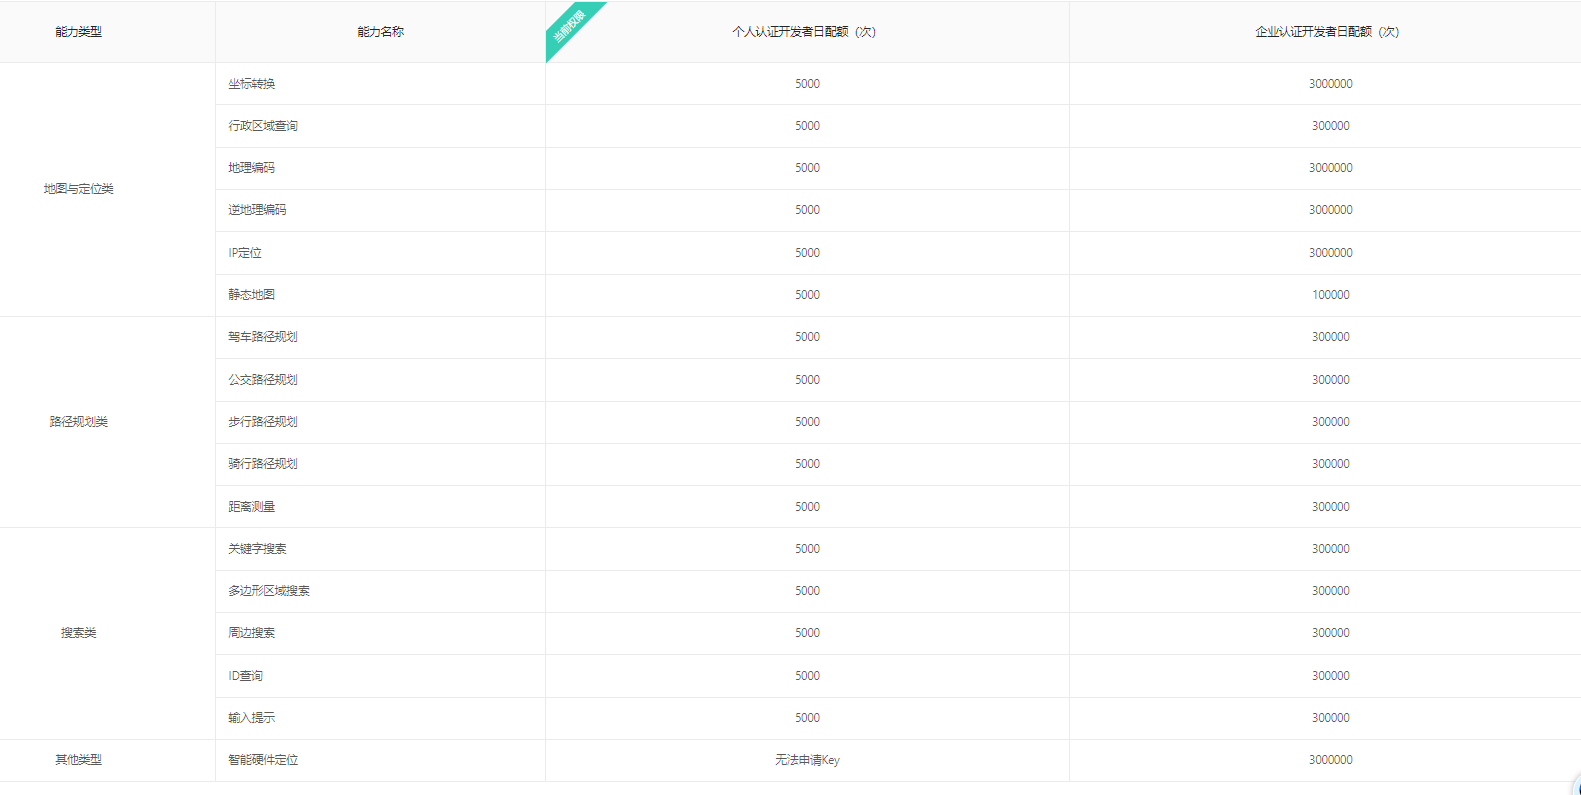 能力类型 能力名称 当前权限 个人认证开发者日配额（次） 企业认证开发者日配额（次）
地图与定位类 坐标转换 5000 3000000
行政区域查询 5000 300000
地理编码 5000 3000000
逆地理编码 5000 3000000
IP定位 5000 3000000
静态地图 5000 100000
路径规划类 驾车路径规划 5000 300000
公交路径规划 5000 300000
步行路径规划 5000 300000
骑行路径规划 5000 300000
距离测量 5000 300000
搜索类 关键字搜索 5000 300000
多边形区域搜索 5000 300000
周边搜索 5000 300000
ID查询 5000 300000
输入提示 5000 300000
其他类型 智能硬件定位 无法申请Key 3000000